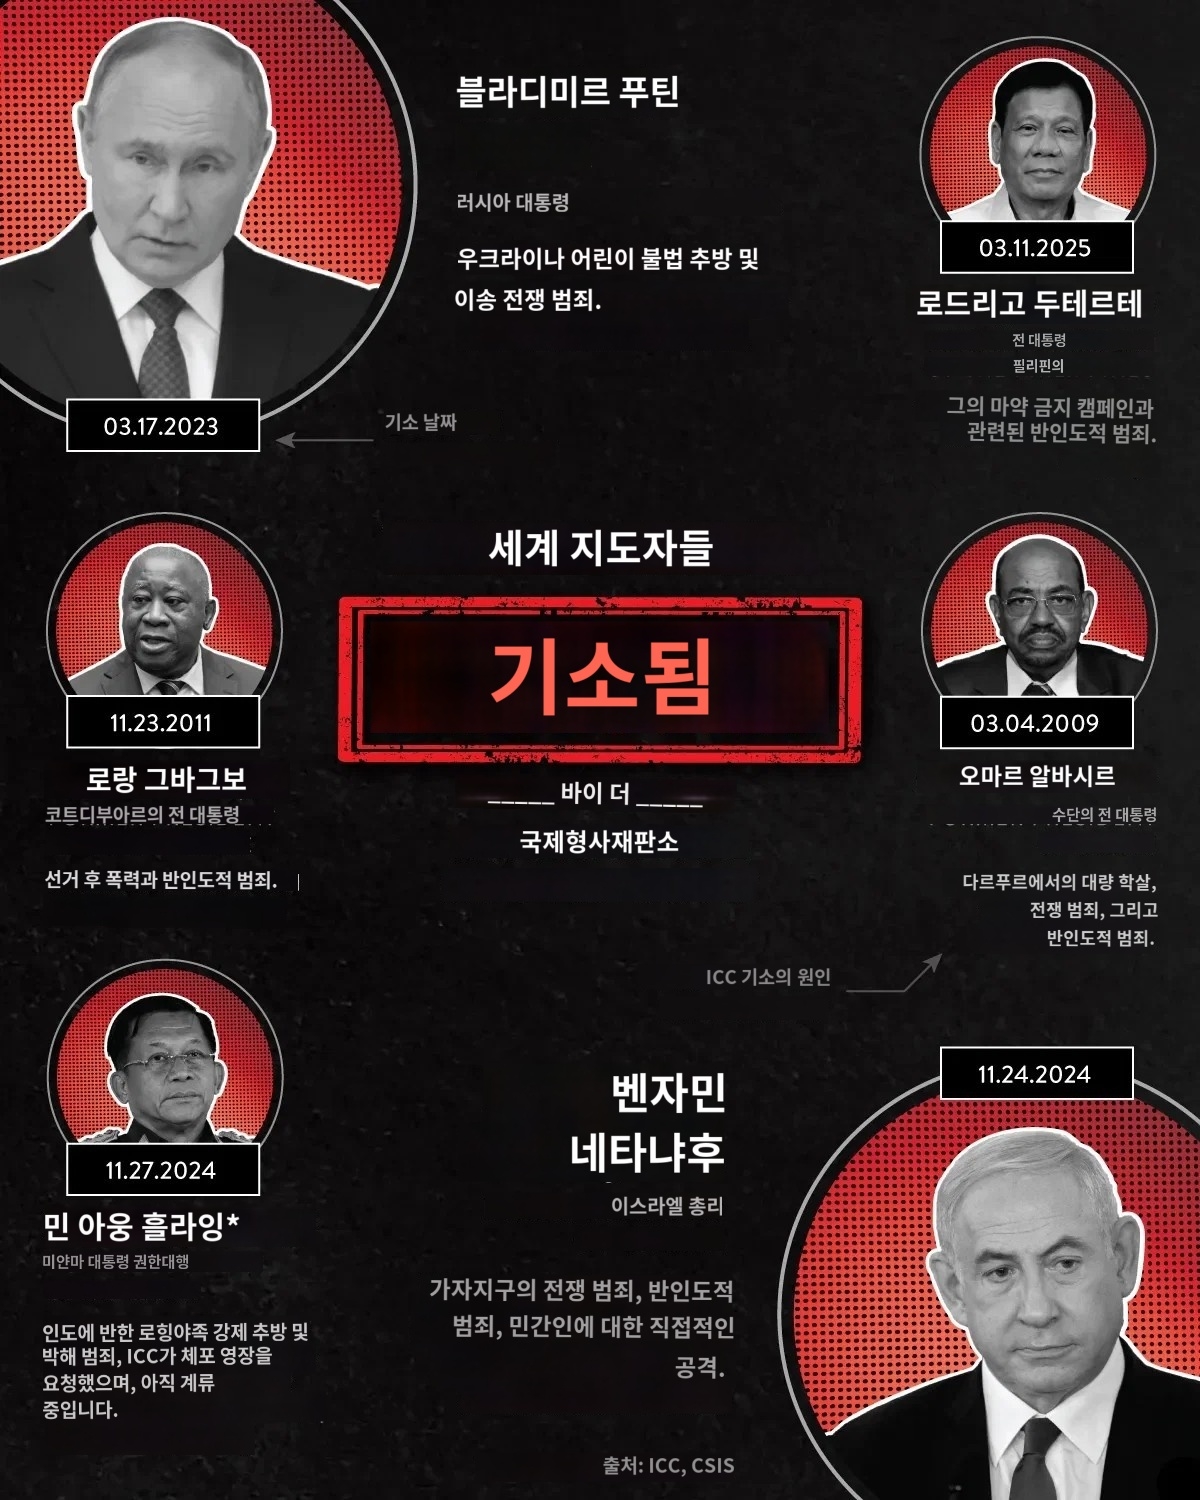 블라디미르 푸틴
러시아 대통령
우크라이나 어린이 불법 추방 및
이송 전쟁 범죄.
03.17.2023
기소 날짜
03.11.2025
로드리고 두테르테
전 대통령
필리핀의
그의 마약 금지 캠페인과
관련된 반인도적 범죄.
세계 지도자들
기소됨
_____ 바이 더 _____
국제형사재판소
11.23.2011
로랑 그바그보
코트디부아르의 전 대통령
선거 후 폭력과 반인도적 범죄.
03.04.2009
오마르 알바시르
수단의 전 대통령
다르푸르에서의 대량 학살,
전쟁 범죄, 그리고
반인도적 범죄.
ICC 기소의 원인
11.27.2024
민 아웅 흘라잉*
미얀마 대통령 권한대행
인도에 반한 로힝야족 강제 추방 및
박해 범죄, ICC가 체포 영장을
요청했으며, 아직 계류
중입니다.
11.24.2024
벤자민
네타냐후
이스라엘 총리
가자지구의 전쟁 범죄, 반인도적
범죄, 민간인에 대한 직접적인
공격.
출처: ICC, CSIS